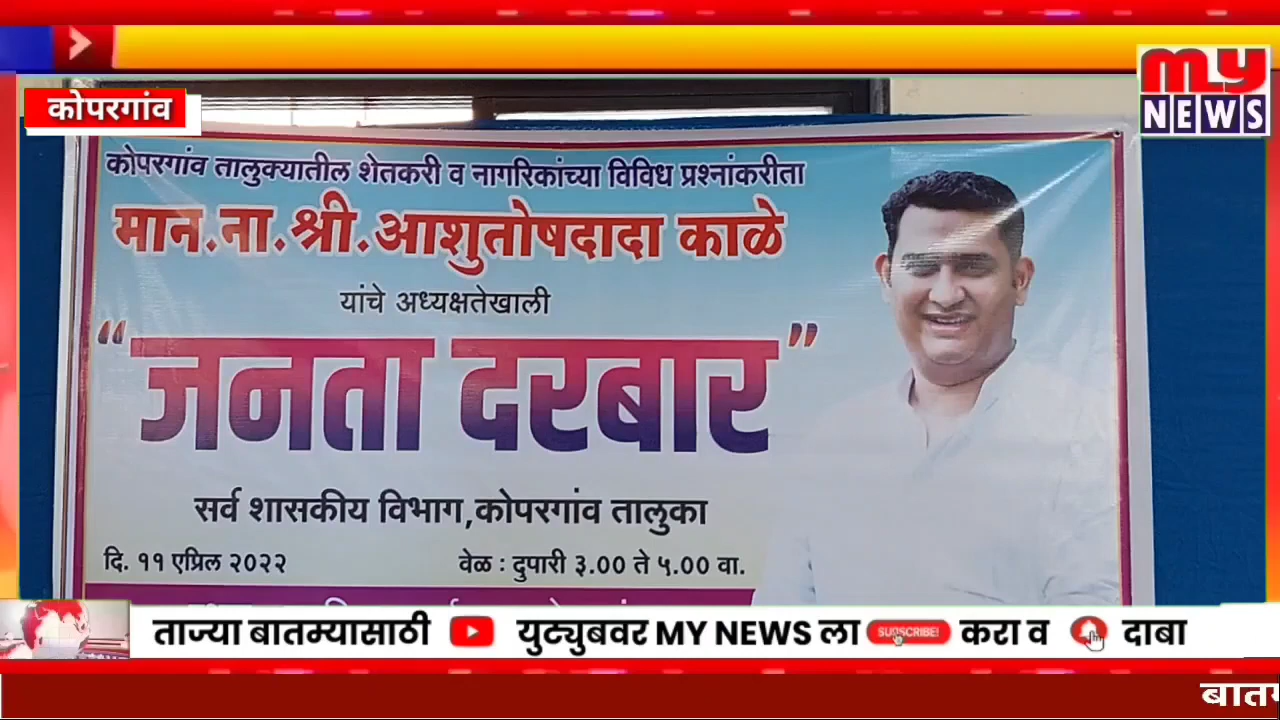 MY
NEWS
कोपरगांव
कोपरगांव तालुक्यातील शेतकरी व नागरिकांच्या विविध प्रश्नांकरीता
मान.ना.श्री.आशुतोषदादा काळे
यांचे अध्यक्षतेखाली
“जनता दरबार”
सर्व शासकीय विभाग,कोपरगांव तालुका
दि. ११ एप्रिल २०२२ वेळ : दुपारी ३.०० ते ५.०० वा.
ताज्या बातम्यासाठी युट्युबवर MY NEWS ला SUBSCRIBE! करा व दाबा